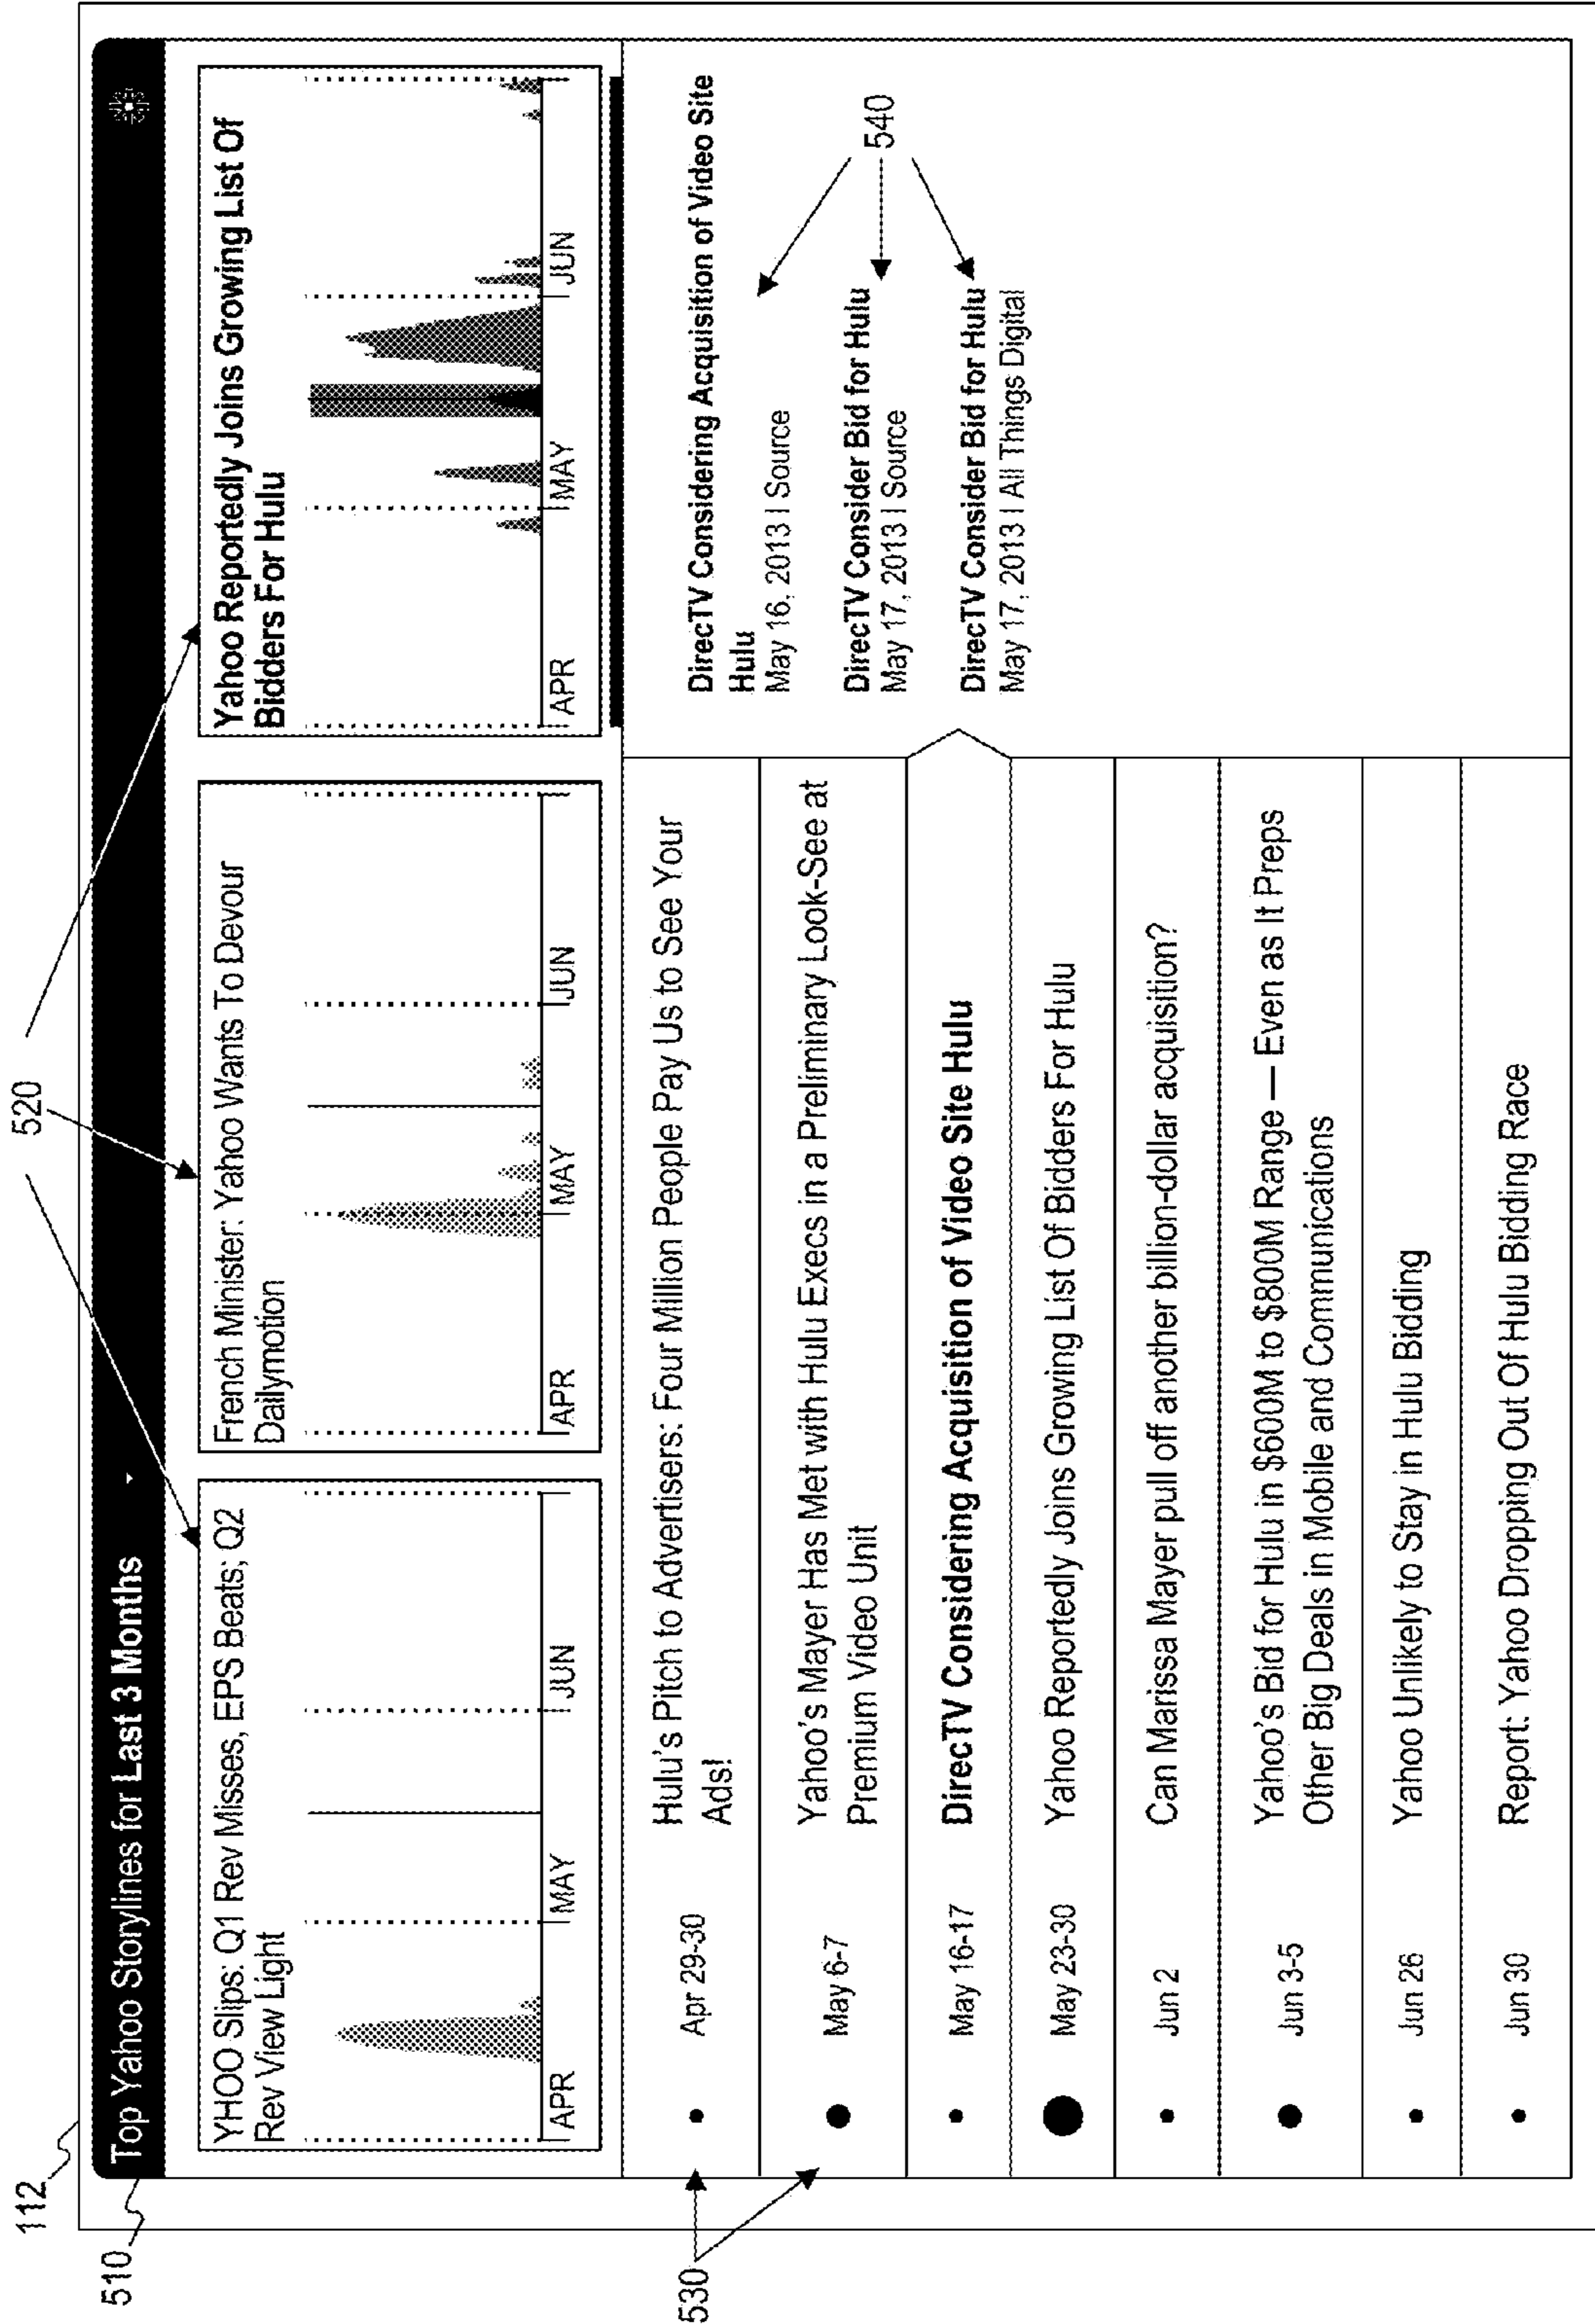 112
510
520
Top Yahoo Storylines for Last 3 Months
YHOO Slips: Q1 Rev Misses, EPS Beats; Q2
Rev View Light
APR MAY JUN
French Minister: Yahoo Wants To Devour
Dailymotion
APR MAY JUN
Yahoo Reportedly Joins Growing List Of
Bidders For Hulu
APR MAY JUN
530
Apr 29-30 Hulu's Pitch to Advertisers: Four Million People Pay Us to See Your
Ads!
May 6-7 Yahoo's Mayer Has Met with Hulu Execs in a Preliminary Look-See at
Premium Video Unit
May 16-17 DirecTV Considering Acquisition of Video Site Hulu
May 23-30 Yahoo Reportedly Joins Growing List Of Bidders For Hulu
Jun 2 Can Marissa Mayer pull off another billion-dollar acquisition?
Jun 3-5 Yahoo's Bid for Hulu in $600M to $800M Range — Even as It Preps
Other Big Deals in Mobile and Communications
Jun 26 Yahoo Unlikely to Stay in Hulu Bidding
Jun 30 Report: Yahoo Dropping Out Of Hulu Bidding Race
DirecTV Considering Acquisition of Video Site
Hulu
May 16, 2013 | Source
DirecTV Consider Bid for Hulu
May 17, 2013 | Source
DirecTV Consider Bid for Hulu
May 17, 2013 | All Things Digital
540